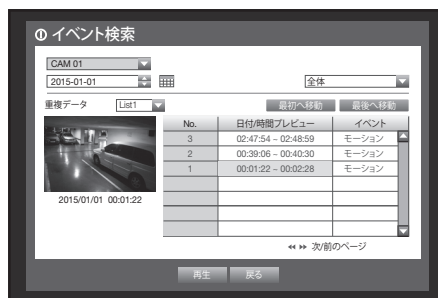 イベント検索
CAM 01
2015-01-01
全体
重複データ List1 最初へ移動 最後へ移動
No. 日付/時間プレビュー イベント
3 02:47:54 ~ 02:48:59 モーション
2 00:39:06 ~ 00:40:30 モーション
1 00:01:22 ~ 00:02:28 モーション
2015/01/01 00:01:22
次/前のページ
再生 戻る